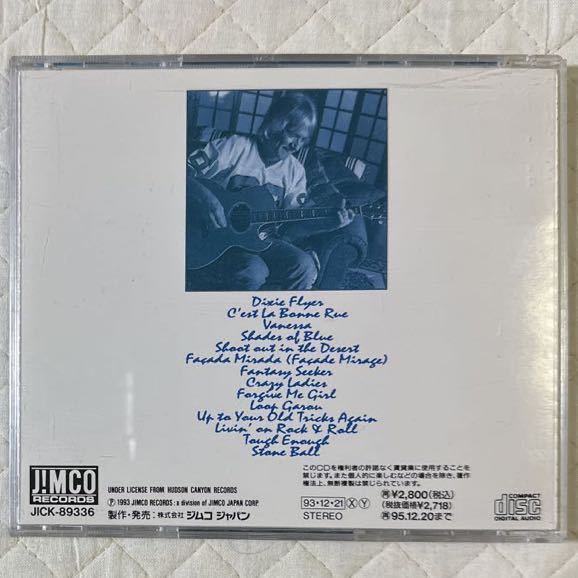 Dixie Flyer
C'est La Bonne Rue
Vanessa
Shades of Blue
Shoot out in the Desert
Façada Mirada (Façade Mirage)
Fantasy Seeker
Crazy Ladies
Forgive Me Girl
Loop Garou
Up to Your Old Tricks Again
Livin' on Rock & Roll
Tough Enough
Stone Ball
J!MCO
RECORDS
JICK-89336
UNDER LICENSE FROM HUDSON CANYON RECORDS
Ⓟ 1993 JIMCO RECORDS : a division of JIMCO JAPAN CORP.
製作・発売：株式会社 ジムコ ジャパン
このCDを権利者の許諾なく賃貸業に使用することを
禁じます。また個人的に楽しむなどの場合を除き、著作
権法上、無断複製は禁じられています。
93・12・21 X Y
STEREO
㊢¥2,800(税込)
(税抜価格¥2,718)
㊢95.12.20まで
COMPACT
disc
DIGITAL AUDIO